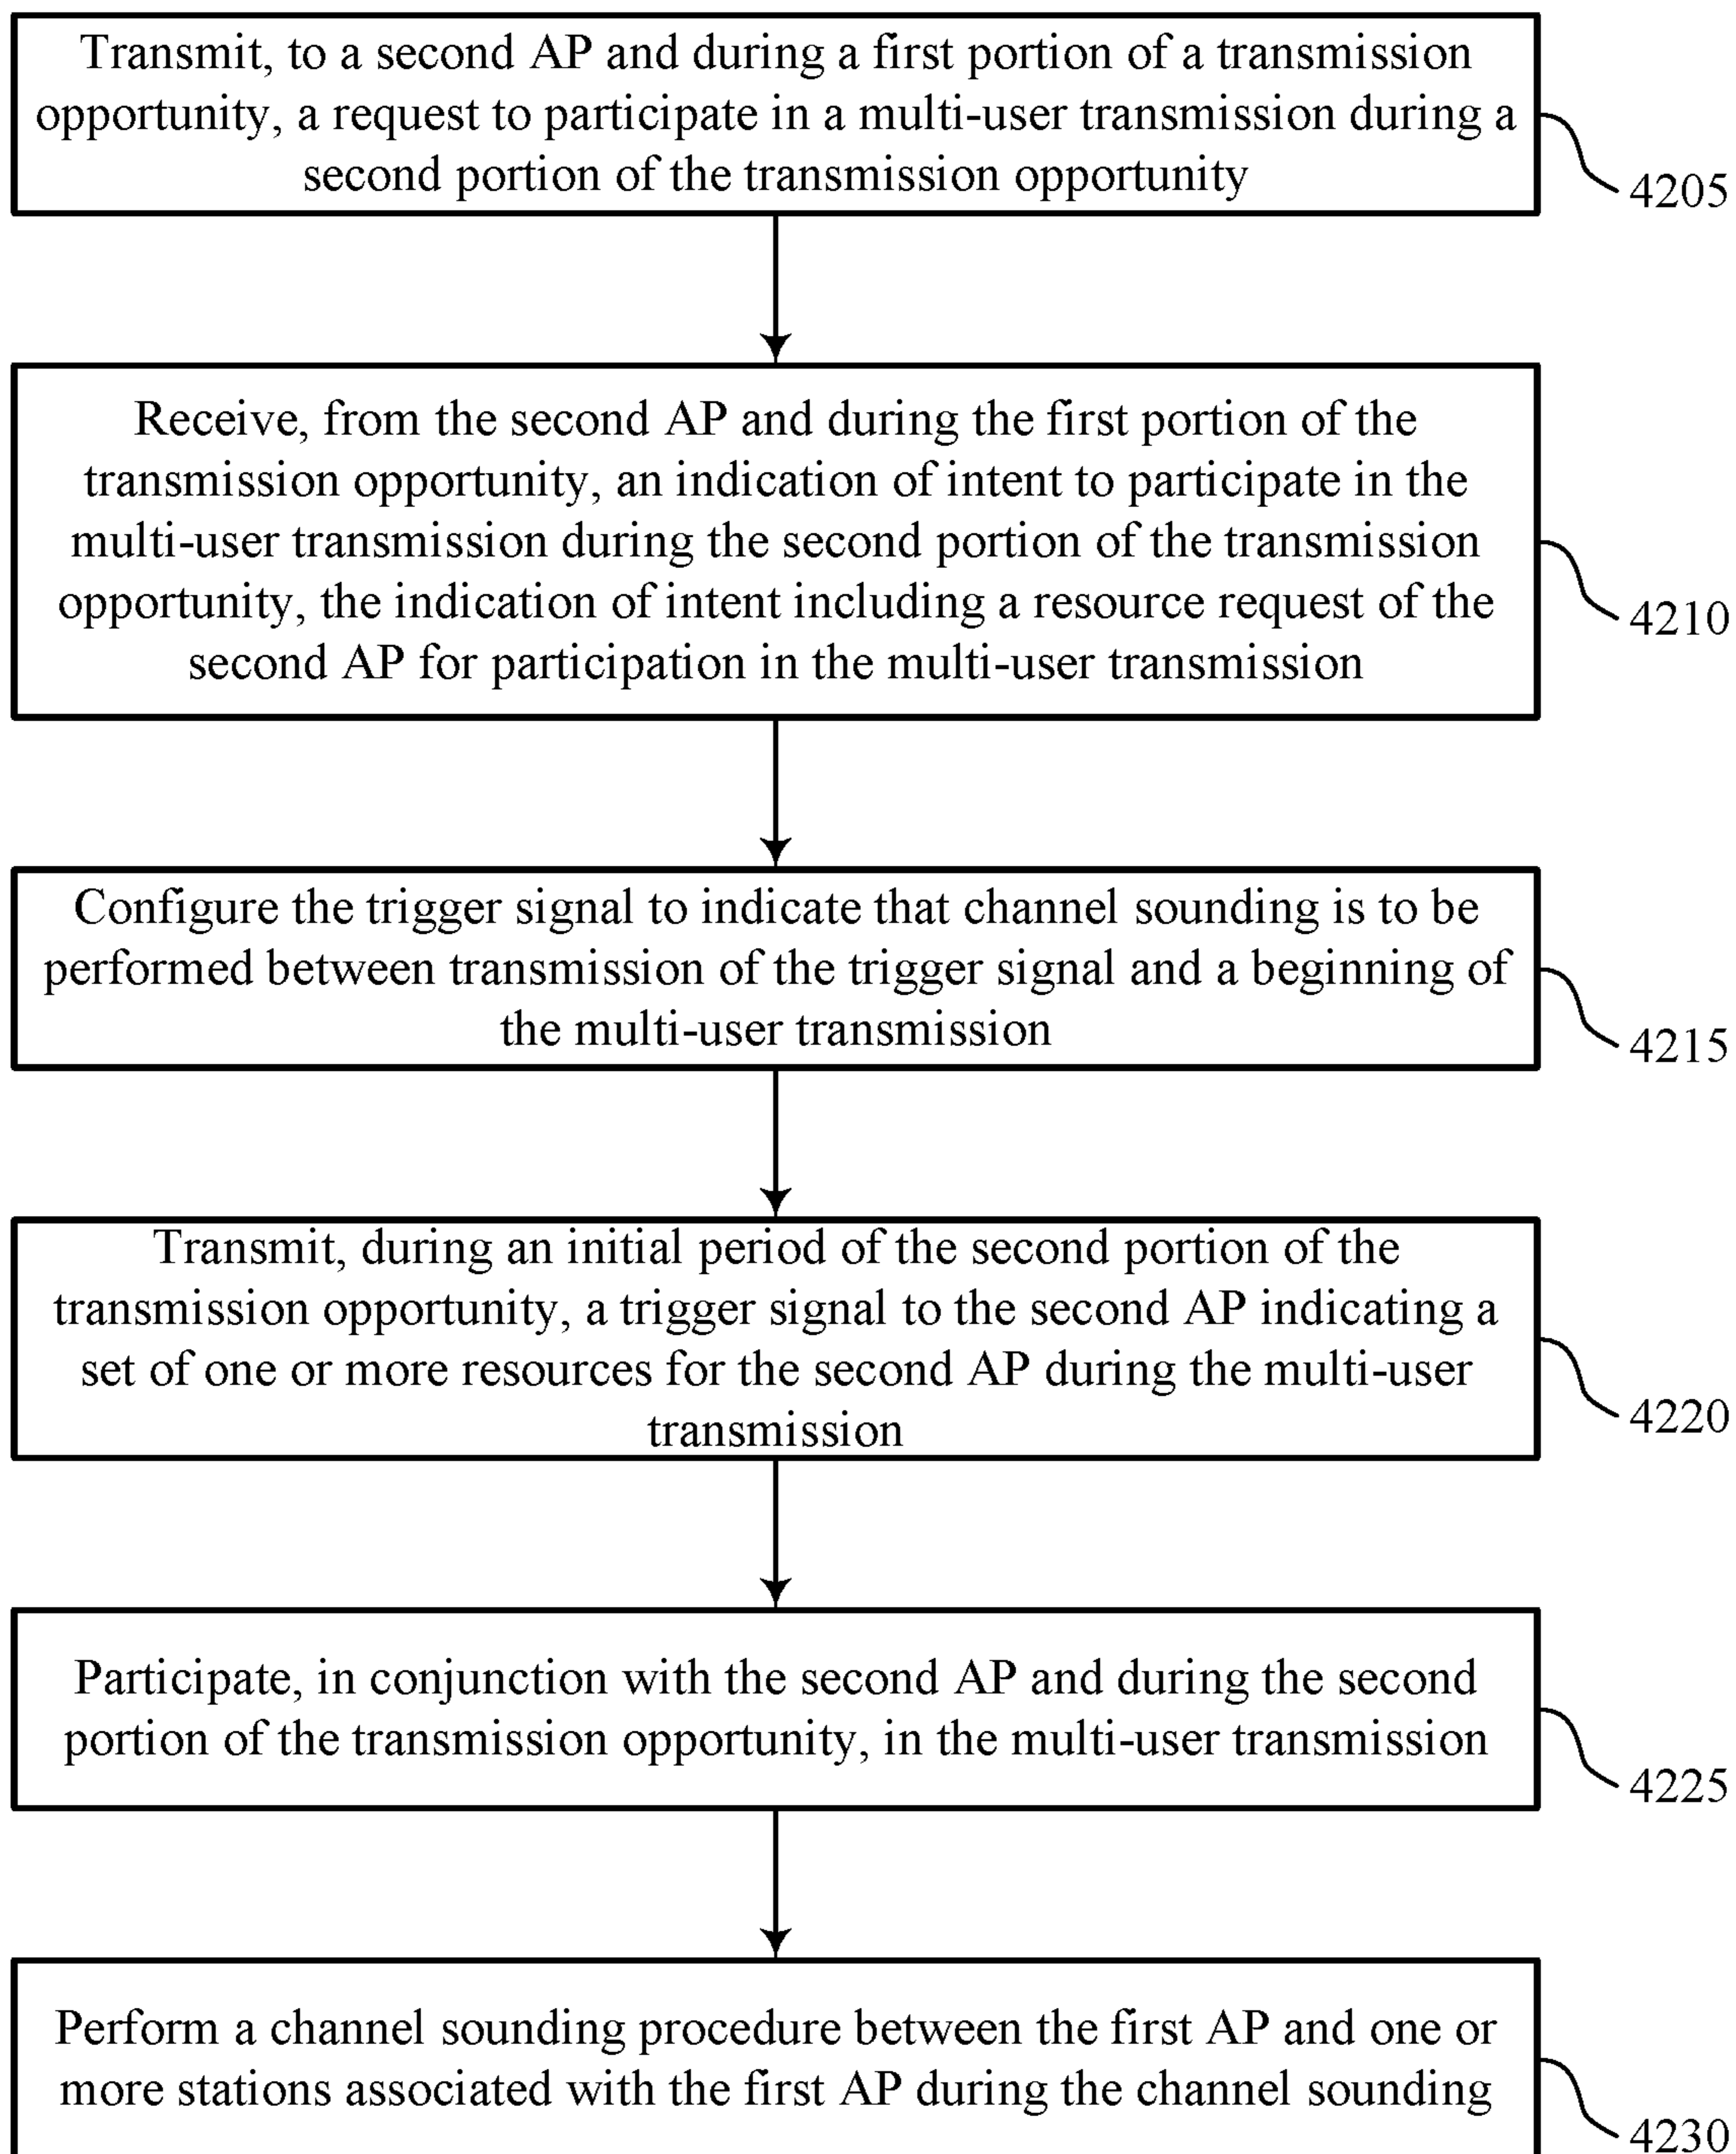 Transmit, to a second AP and during a first portion of a transmission
opportunity, a request to participate in a multi-user transmission during a
second portion of the transmission opportunity
4205
Receive, from the second AP and during the first portion of the
transmission opportunity, an indication of intent to participate in the
multi-user transmission during the second portion of the transmission
opportunity, the indication of intent including a resource request of the
second AP for participation in the multi-user transmission
4210
Configure the trigger signal to indicate that channel sounding is to be
performed between transmission of the trigger signal and a beginning of
the multi-user transmission
4215
Transmit, during an initial period of the second portion of the
transmission opportunity, a trigger signal to the second AP indicating a
set of one or more resources for the second AP during the multi-user
transmission
4220
Participate, in conjunction with the second AP and during the second
portion of the transmission opportunity, in the multi-user transmission
4225
Perform a channel sounding procedure between the first AP and one or
more stations associated with the first AP during the channel sounding
4230